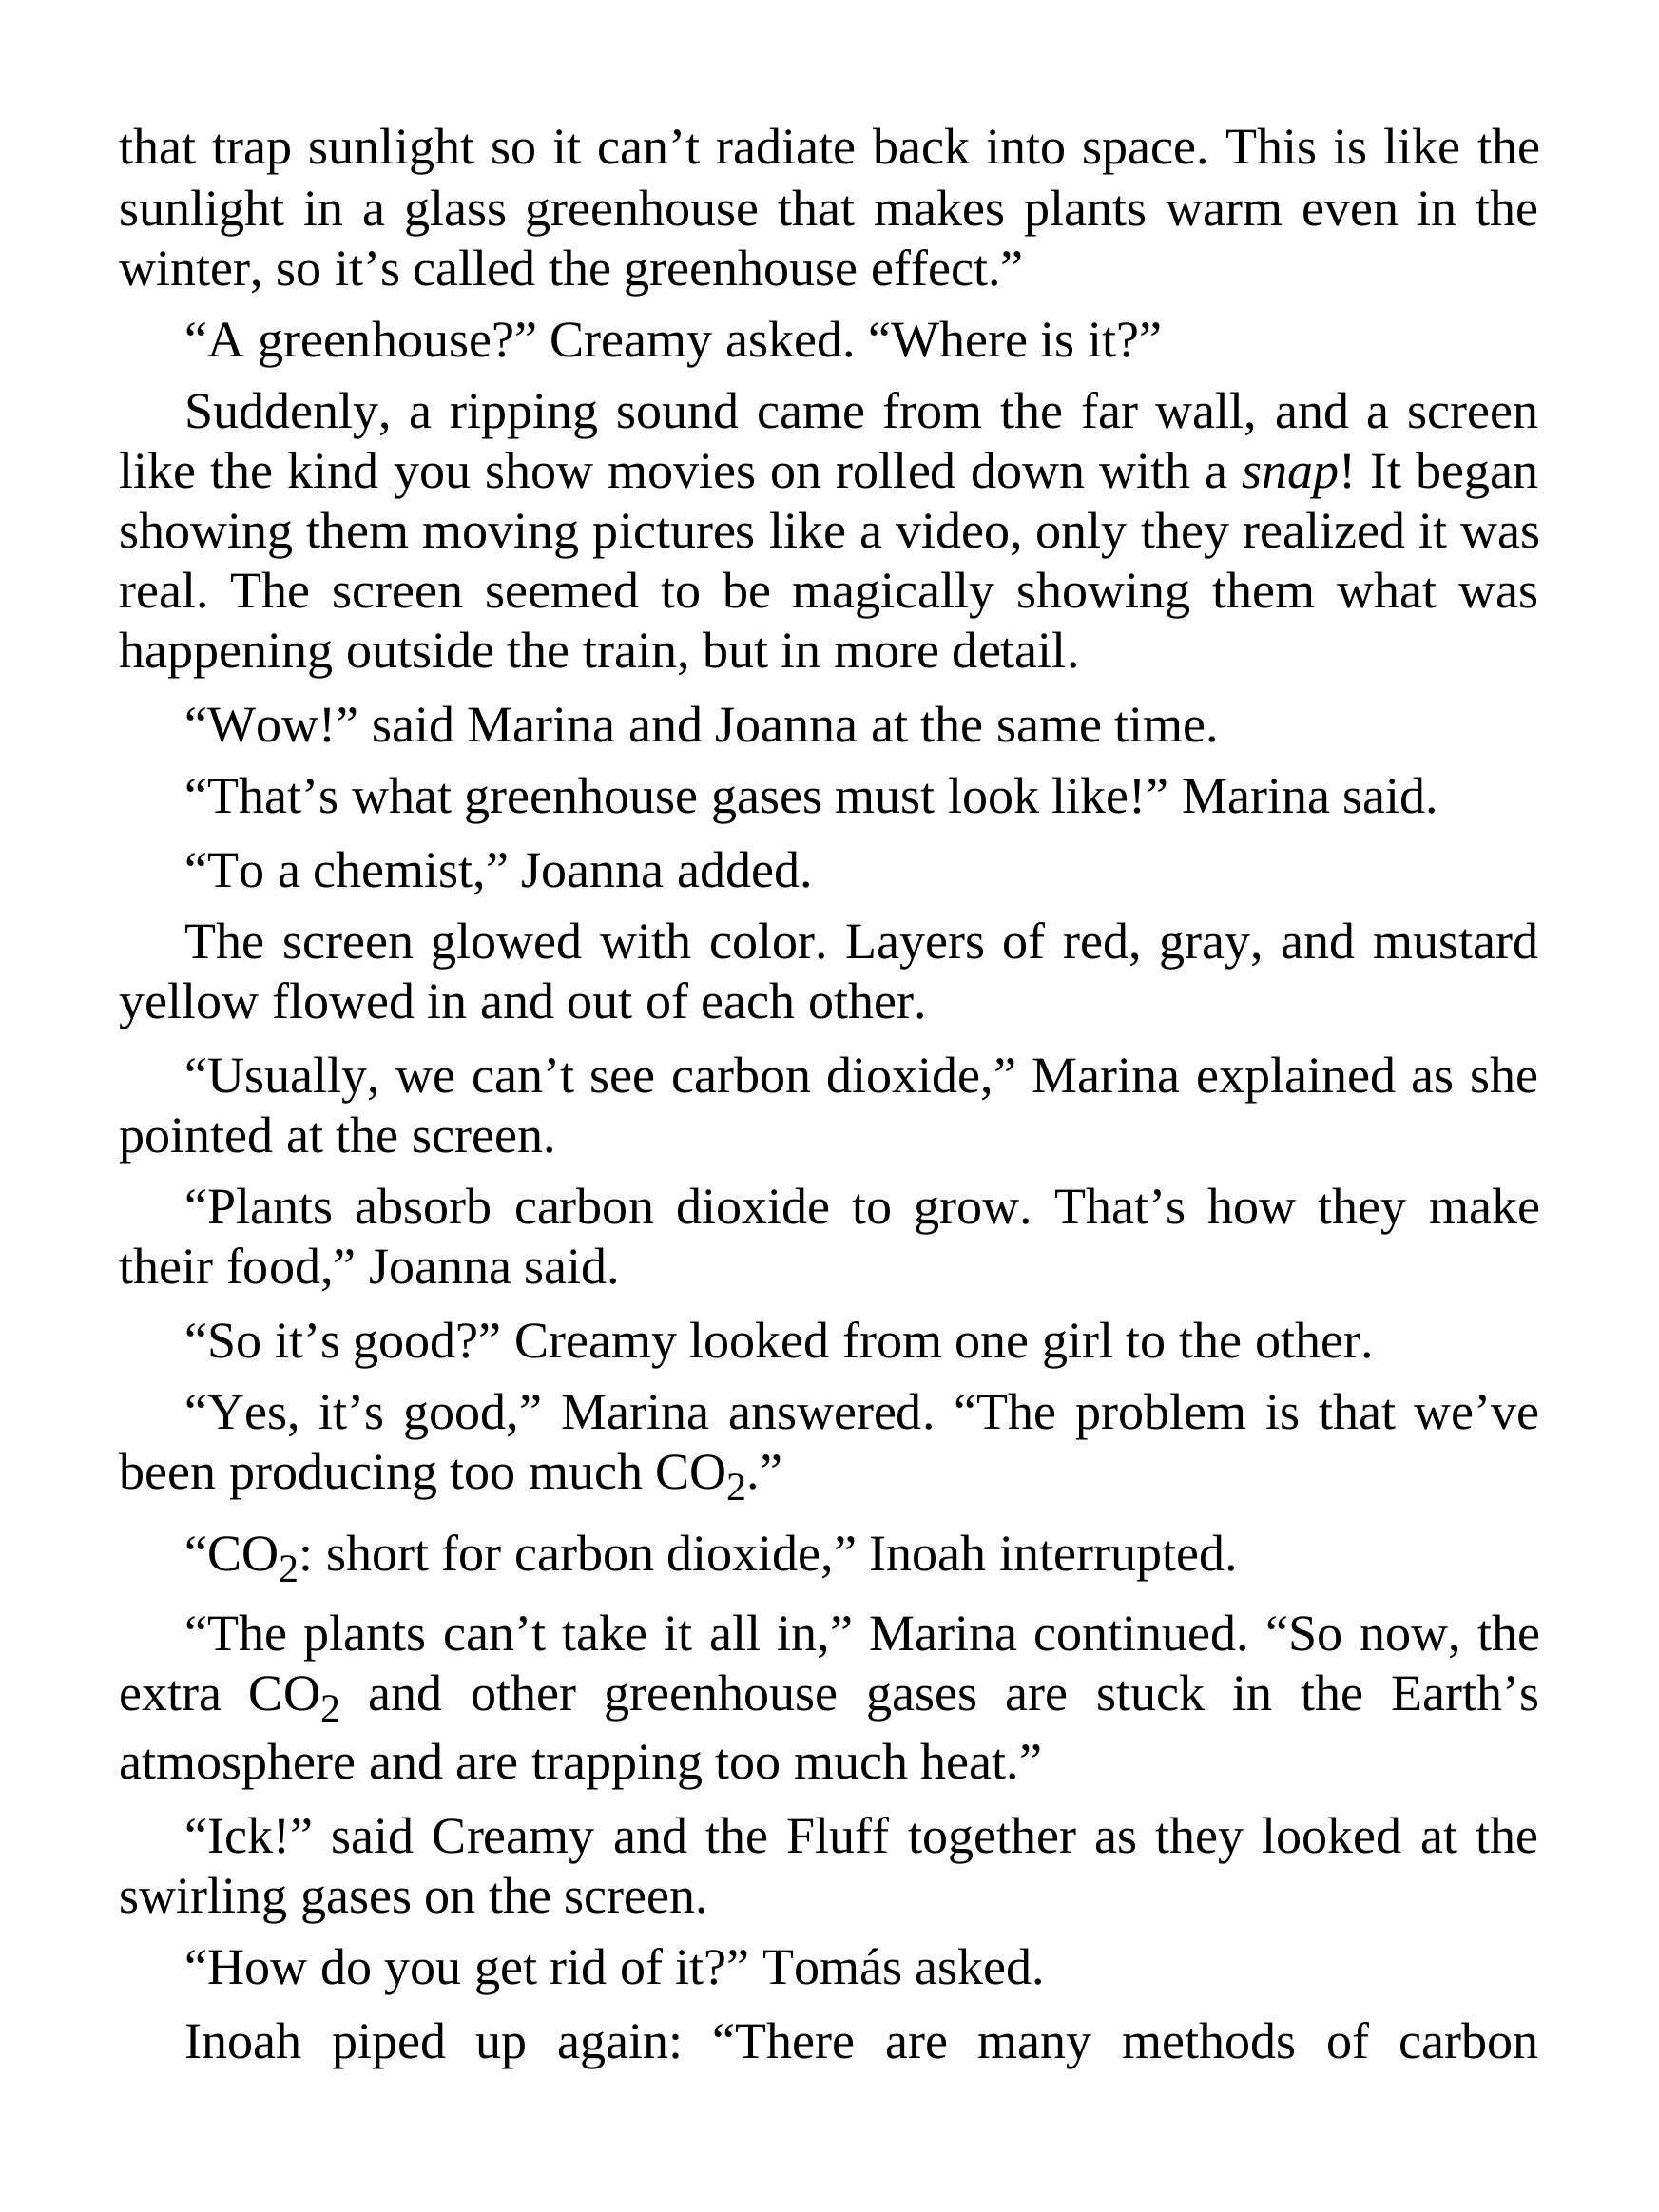 that trap sunlight so it can’t radiate back into space. This is like the
sunlight in a glass greenhouse that makes plants warm even in the
winter, so it’s called the greenhouse effect.”
“A greenhouse?” Creamy asked. “Where is it?”
Suddenly, a ripping sound came from the far wall, and a screen
like the kind you show movies on rolled down with a snap! It began
showing them moving pictures like a video, only they realized it was
real. The screen seemed to be magically showing them what was
happening outside the train, but in more detail.
“Wow!” said Marina and Joanna at the same time.
“That’s what greenhouse gases must look like!” Marina said.
“To a chemist,” Joanna added.
The screen glowed with color. Layers of red, gray, and mustard
yellow flowed in and out of each other.
“Usually, we can’t see carbon dioxide,” Marina explained as she
pointed at the screen.
“Plants absorb carbon dioxide to grow. That’s how they make
their food,” Joanna said.
“So it’s good?” Creamy looked from one girl to the other.
“Yes, it’s good,” Marina answered. “The problem is that we’ve
been producing too much CO₂.”
“CO₂: short for carbon dioxide,” Inoah interrupted.
“The plants can’t take it all in,” Marina continued. “So now, the
extra CO₂ and other greenhouse gases are stuck in the Earth’s
atmosphere and are trapping too much heat.”
“Ick!” said Creamy and the Fluff together as they looked at the
swirling gases on the screen.
“How do you get rid of it?” Tomás asked.
Inoah piped up again: “There are many methods of carbon